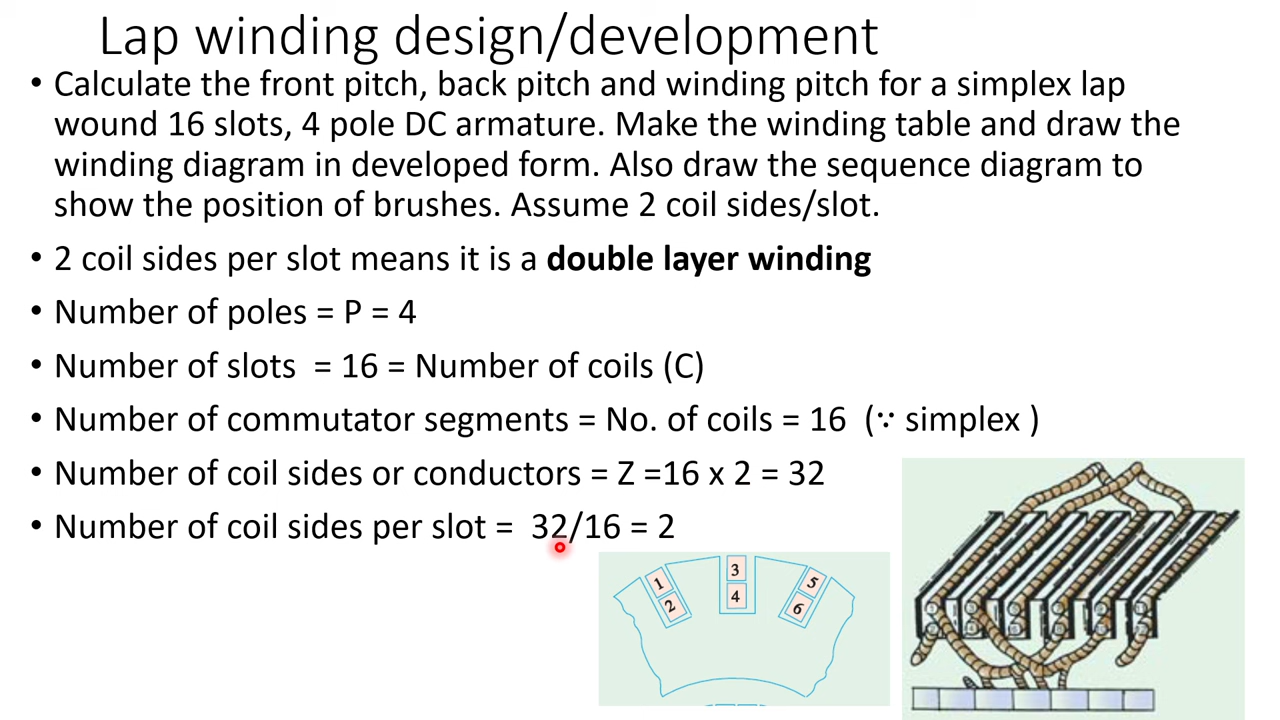 Lap winding design/development
• Calculate the front pitch, back pitch and winding pitch for a simplex lap
wound 16 slots, 4 pole DC armature. Make the winding table and draw the
winding diagram in developed form. Also draw the sequence diagram to
show the position of brushes. Assume 2 coil sides/slot.
• 2 coil sides per slot means it is a double layer winding
• Number of poles = P = 4
• Number of slots  = 16 = Number of coils (C)
• Number of commutator segments = No. of coils = 16  (∵ simplex )
• Number of coil sides or conductors = Z =16 x 2 = 32
• Number of coil sides per slot =  32/16 = 2
1 3 5
2 4 6